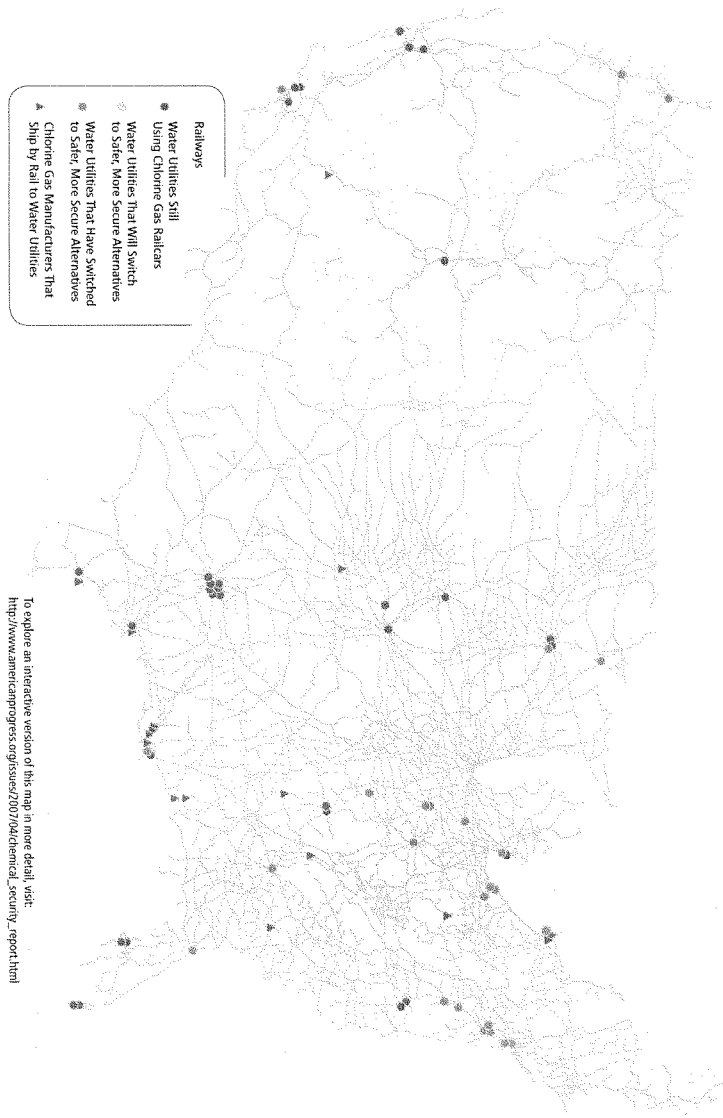 Railways
Water Utilities Still
Using Chlorine Gas Railcars
Water Utilities That Will Switch
to Safer, More Secure Alternatives
Water Utilities That Have Switched
to Safer, More Secure Alternatives
Chlorine Gas Manufacturers That
Ship by Rail to Water Utilities
To explore an interactive version of this map in more detail, visit:
http://www.americanprogress.org/issues/2007/04/chemical_security_report.html